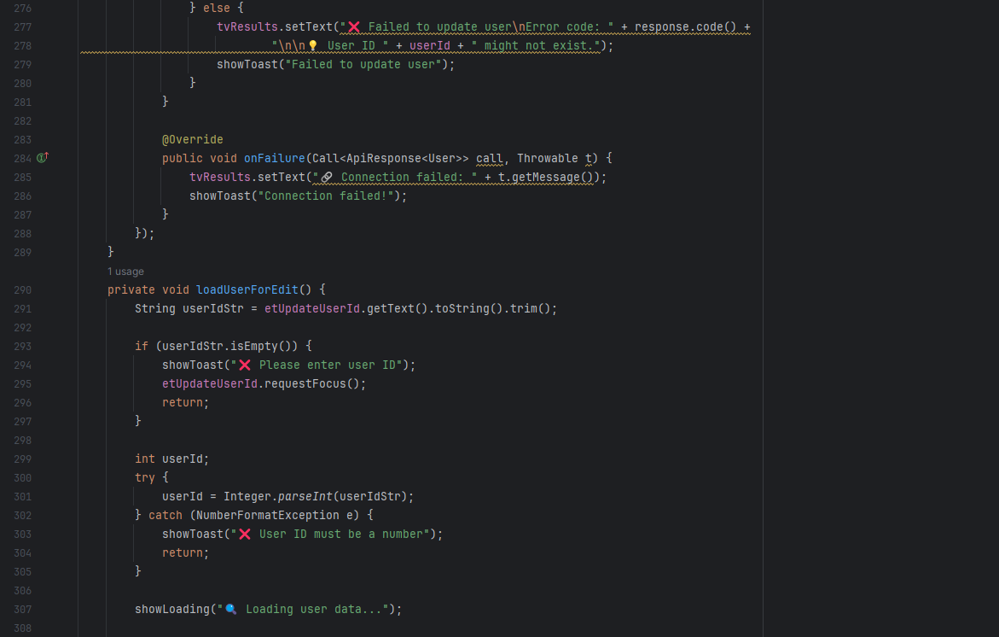 276 } else {
277 tvResults.setText("❌ Failed to update user\nError code: " + response.code() +
278 "\n\n💡 User ID " + userId + " might not exist.");
279 showToast("Failed to update user");
280 }
281 }
282
283 @Override
284 public void onFailure(Call<ApiResponse<User>> call, Throwable t) {
285 tvResults.setText("🔗 Connection failed: " + t.getMessage());
286 showToast("Connection failed!");
287 }
288 });
289 }
1 usage
290 private void loadUserForEdit() {
291 String userIdStr = etUpdateUserId.getText().toString().trim();
292
293 if (userIdStr.isEmpty()) {
294 showToast("❌ Please enter user ID");
295 etUpdateUserId.requestFocus();
296 return;
297 }
298
299 int userId;
300 try {
301 userId = Integer.parseInt(userIdStr);
302 } catch (NumberFormatException e) {
303 showToast("❌ User ID must be a number");
304 return;
305 }
306
307 showLoading("🔍 Loading user data...");
308